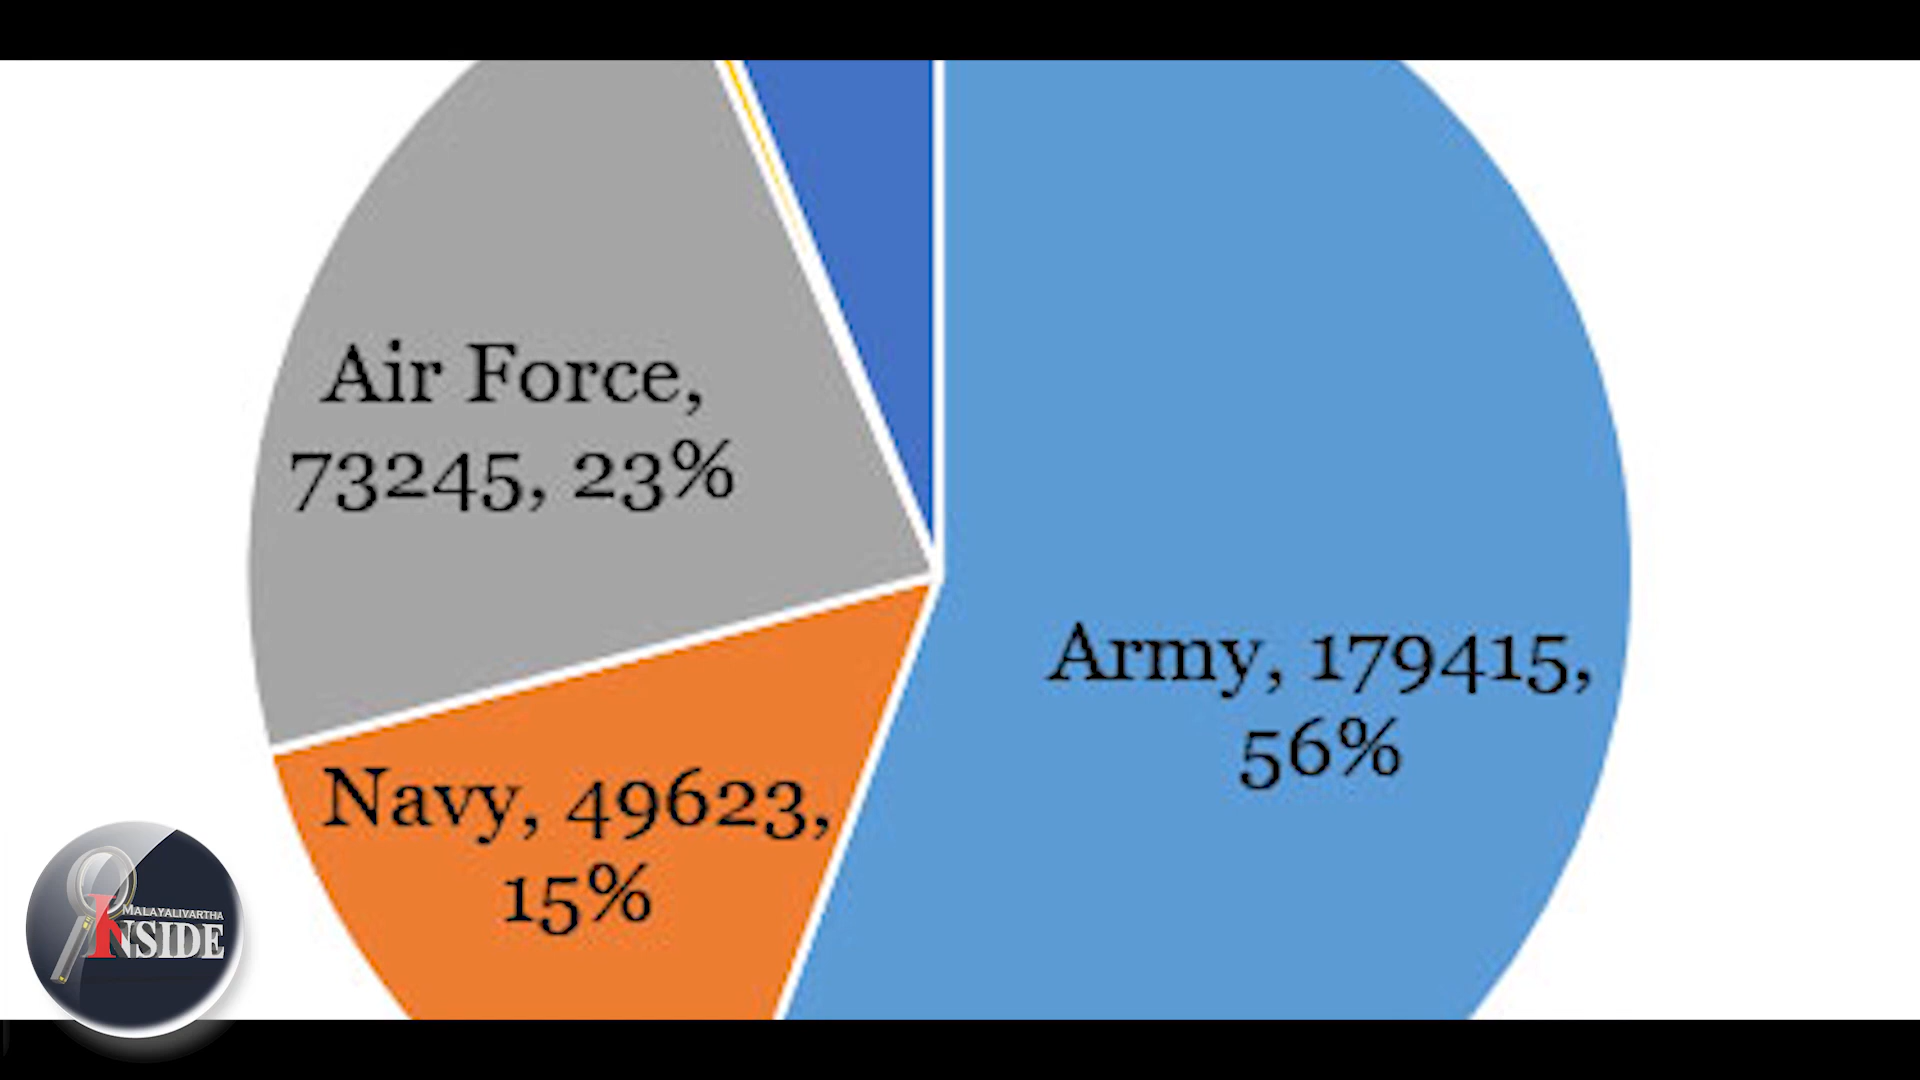 Air Force,
73245, 23%
Army, 179415,
56%
Navy, 49623,
15%
MALAYALIVARTHA
INSIDE